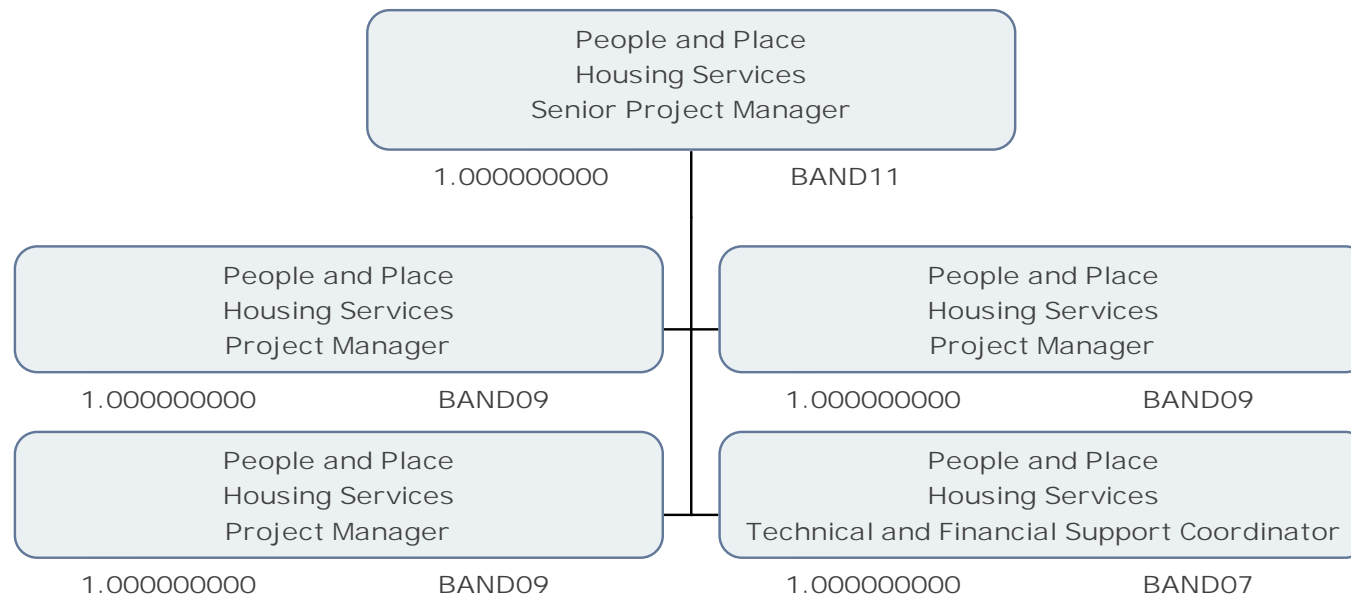 People and Place
Housing Services
Senior Project Manager
1.000000000 BAND11
People and Place
Housing Services
Project Manager
1.000000000 BAND09
People and Place
Housing Services
Project Manager
1.000000000 BAND09
People and Place
Housing Services
Project Manager
1.000000000 BAND09
People and Place
Housing Services
Technical and Financial Support Coordinator
1.000000000 BAND07